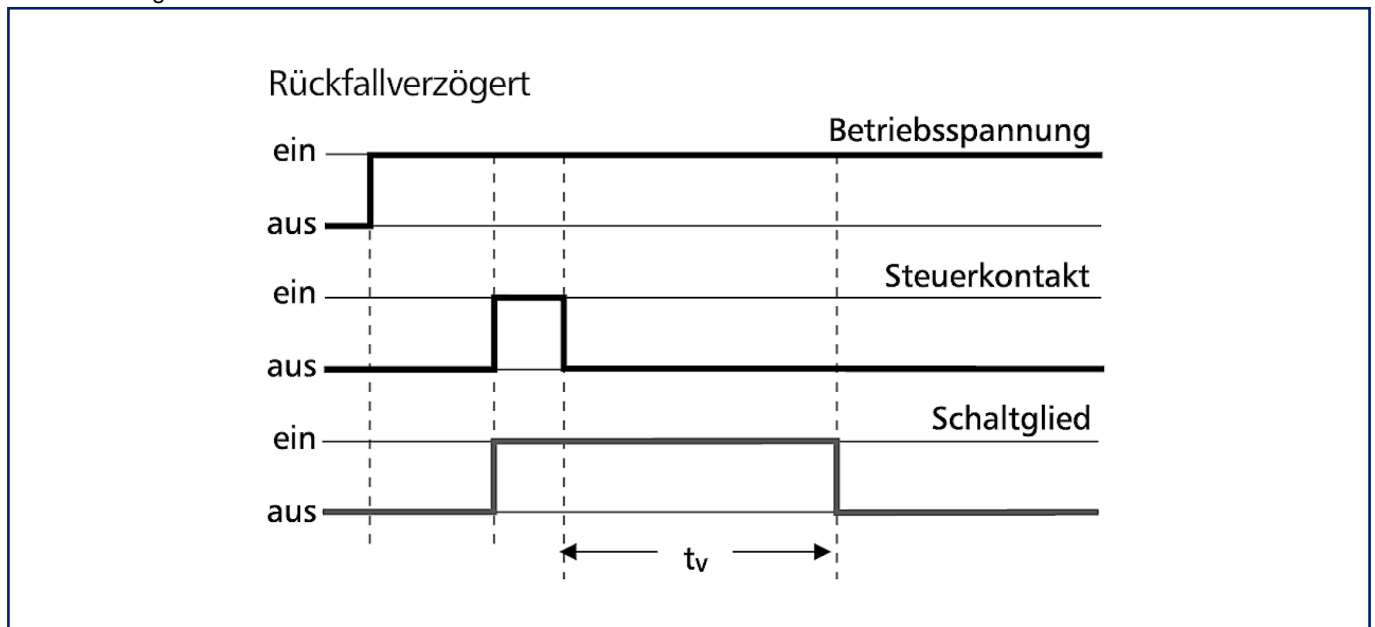 Rückfallverzögert
Betriebsspannung
ein
aus
Steuerkontakt
ein
aus
Schaltglied
ein
aus
tv